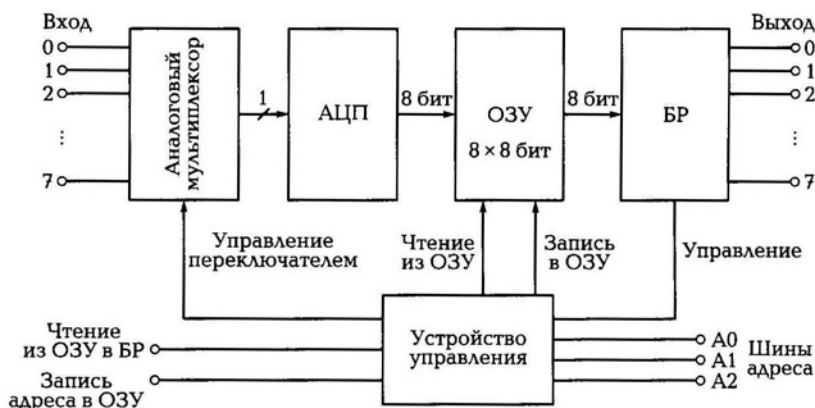 Вход
0
1
2
⋮
7
Аналоговый
мультиплексор
1
АЦП
8 бит
ОЗУ
8 × 8 бит
8 бит
БР
Выход
0
1
2
⋮
7
Управление
переключателем
Чтение
из ОЗУ
Запись
в ОЗУ
Управление
Чтение
из ОЗУ в БР
Запись
адреса в ОЗУ
Устройство
управления
A0
A1
A2
Шины
адреса